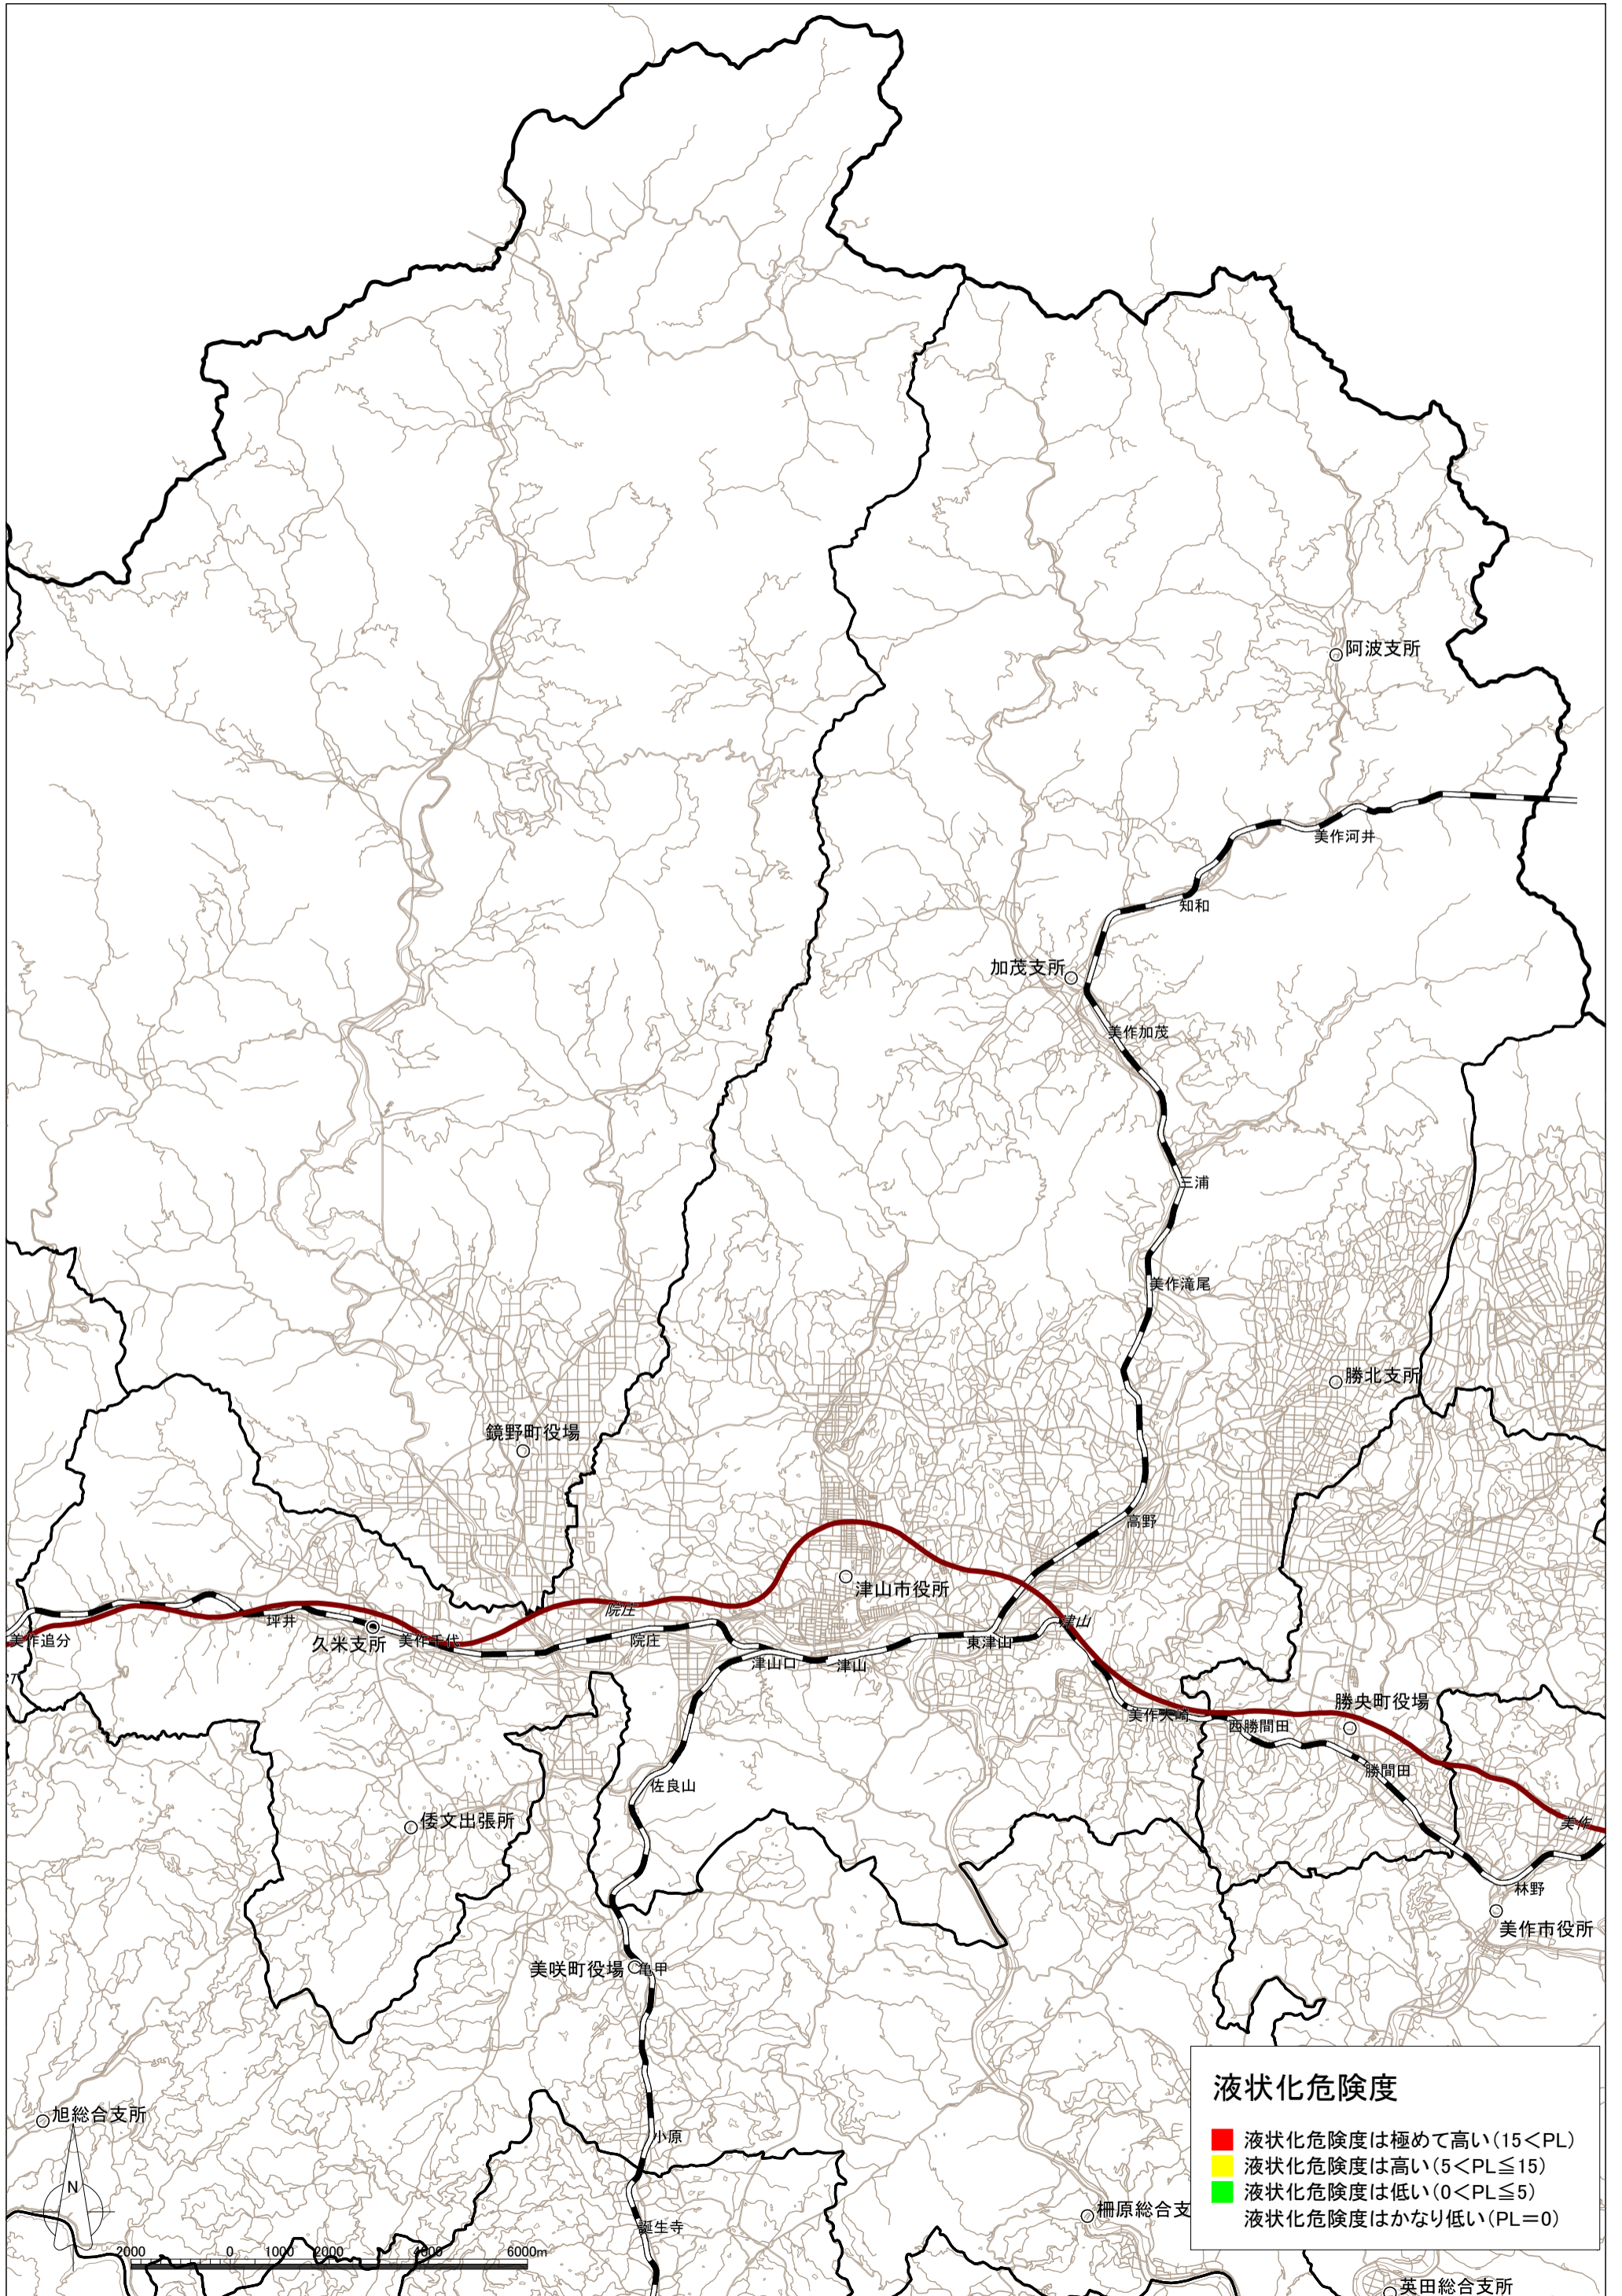 阿波支所
美作河井
知和
加茂支所
美作加茂
三浦
美作滝尾
勝北支所
鏡野町役場
高野
津山市役所
院庄
坪井
久米支所
美作追分
美作千代
院庄
津山口
津山
東津山
津山
美作大崎
西勝間田
勝央町役場
勝間田
佐良山
倭文出張所
美作
林野
美作市役所
美咲町役場
亀甲
旭総合支所
小原
誕生寺
柵原総合支
英田総合支所
N
2000 0 1000 2000 4000 6000m
液状化危険度
液状化危険度は極めて高い(15<PL)
液状化危険度は高い(5<PL≦15)
液状化危険度は低い(0<PL≦5)
液状化危険度はかなり低い(PL=0)